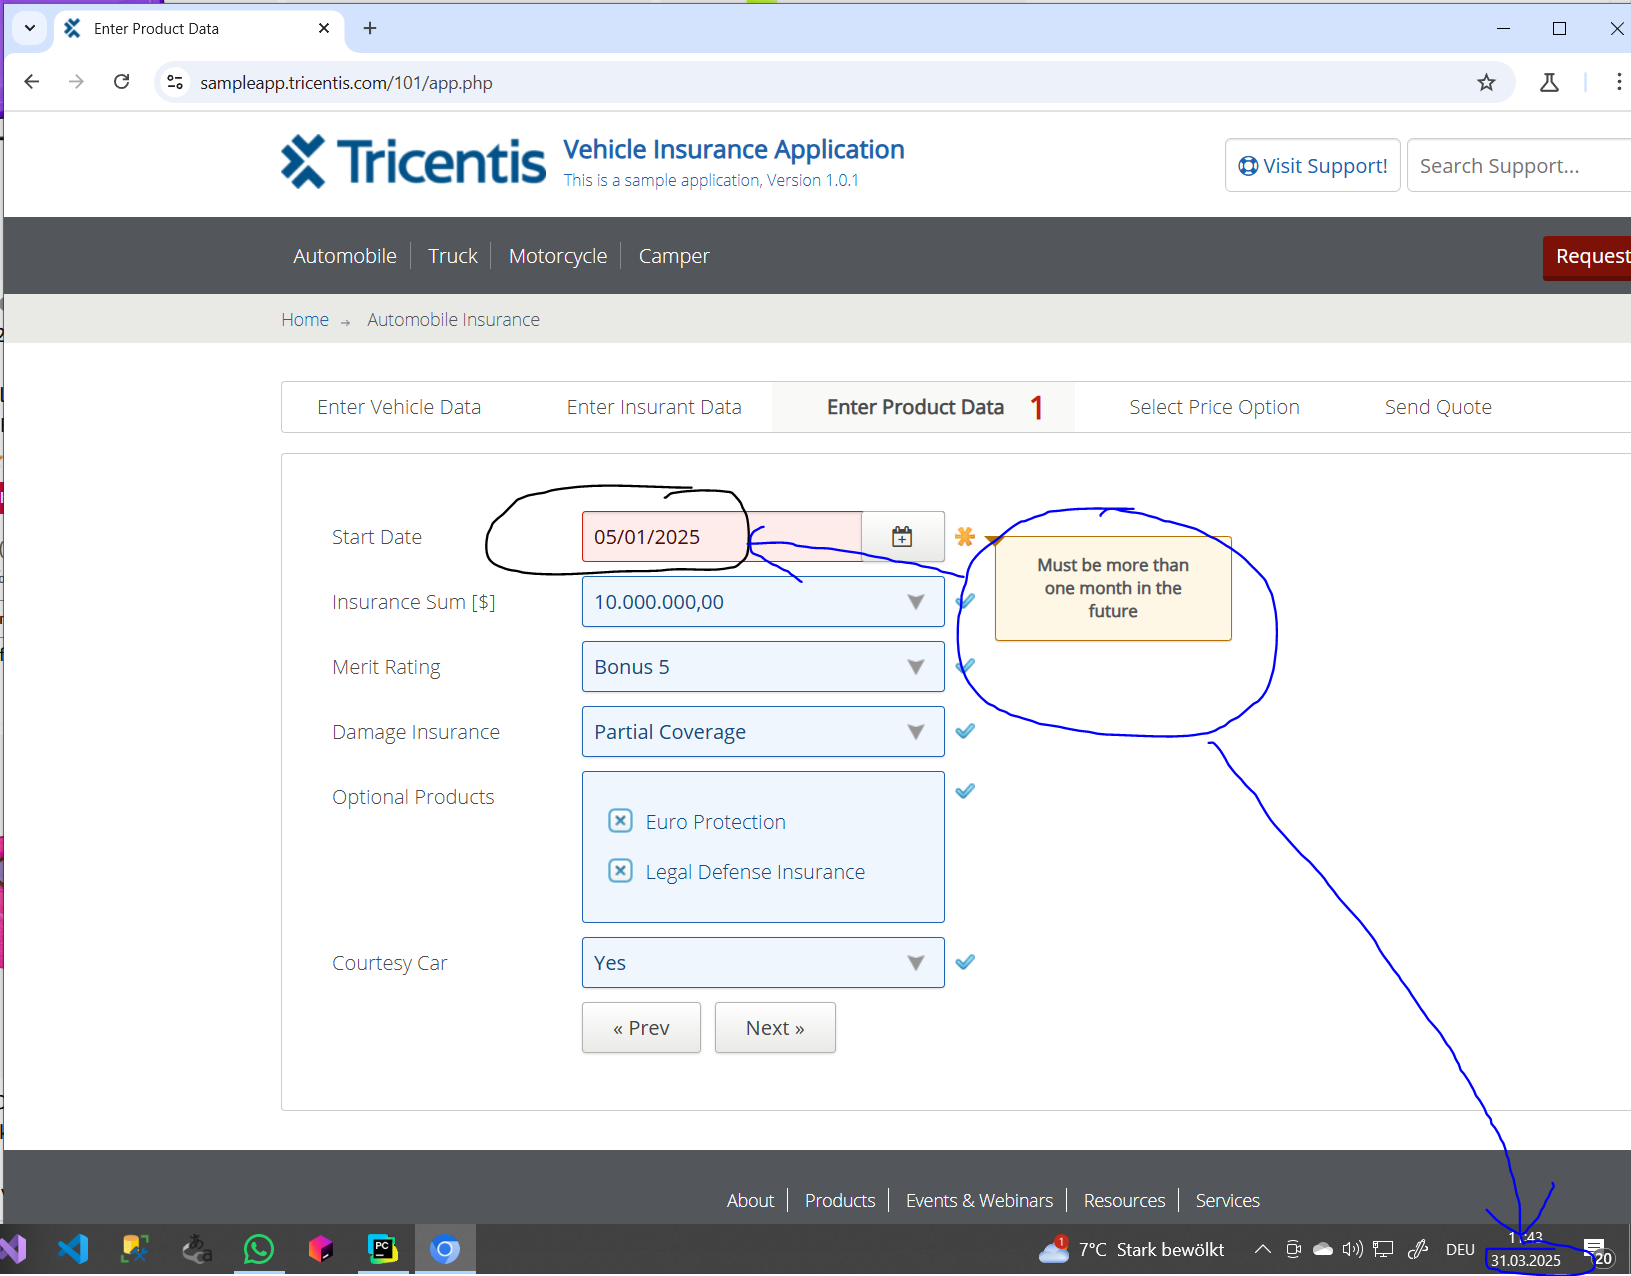 Enter Product Data
sampleapp.tricentis.com/101/app.php
Tricentis
Vehicle Insurance Application
This is a sample application, Version 1.0.1
Visit Support!
Search Support...
Automobile
Truck
Motorcycle
Camper
Request
Home → Automobile Insurance
Enter Vehicle Data
Enter Insurant Data
Enter Product Data 1
Select Price Option
Send Quote
Start Date
05/01/2025
Must be more than
one month in the
future
Insurance Sum [$]
10.000.000,00
Merit Rating
Bonus 5
Damage Insurance
Partial Coverage
Optional Products
Euro Protection
Legal Defense Insurance
Courtesy Car
Yes
« Prev
Next »
About
Products
Events & Webinars
Resources
Services
PC
1
7°C Stark bewölkt
DEU
31.03.2025
20